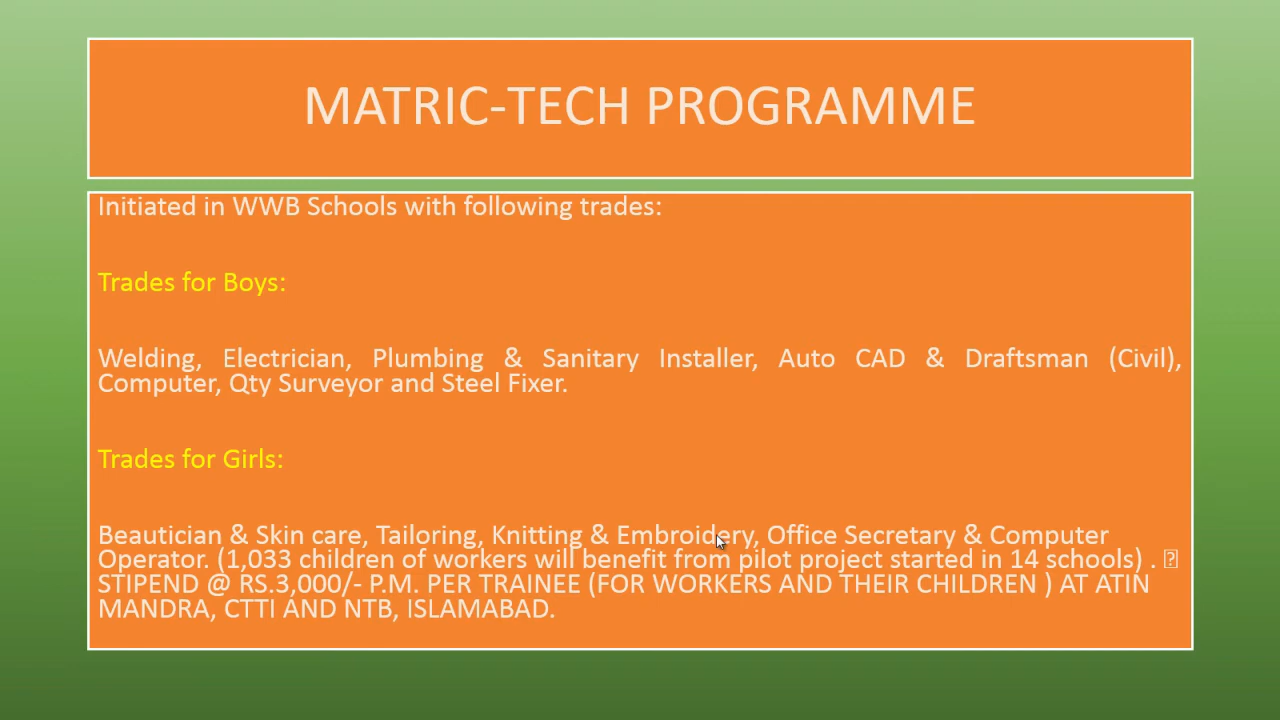 MATRIC-TECH PROGRAMME
Initiated in WWB Schools with following trades:
Trades for Boys:
Welding, Electrician, Plumbing & Sanitary Installer, Auto CAD & Draftsman (Civil),
Computer, Qty Surveyor and Steel Fixer.
Trades for Girls:
Beautician & Skin care, Tailoring, Knitting & Embroidery, Office Secretary & Computer
Operator. (1,033 children of workers will benefit from pilot project started in 14 schools) .
STIPEND @ RS.3,000/- P.M. PER TRAINEE (FOR WORKERS AND THEIR CHILDREN ) AT ATIN
MANDRA, CTTI AND NTB, ISLAMABAD.